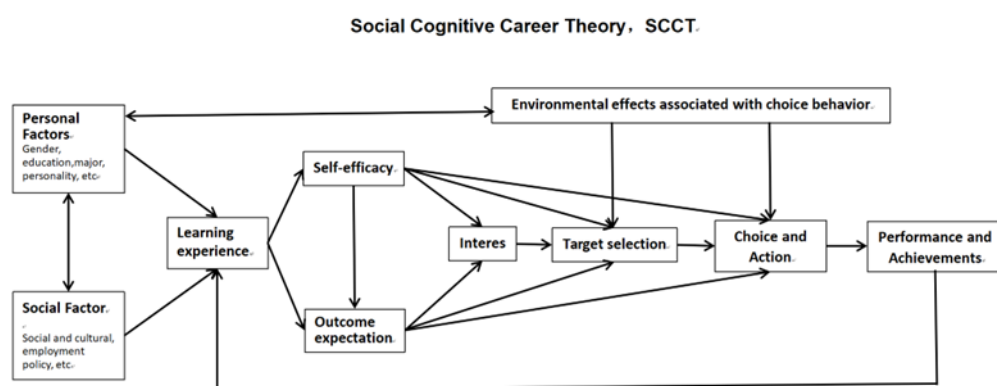 Social Cognitive Career Theory，SCCT
Environmental effects associated with choice behavior
Personal
Factors
Gender,
education,major,
personality, etc
Self-efficacy
Learning
experience
Interes
Target selection
Choice and
Action
Performance and
Achievements
Social Factor
Social and cultural,
employment
policy, etc
Outcome
expectation